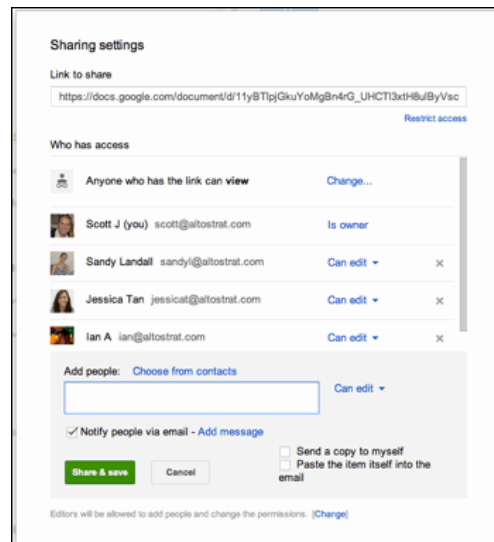 Sharing settings
Link to share
https://docs.google.com/document/d/11yBTlpjGkuYoMgBn4rG_UHCTl3xtH8ulByVsc
Restrict access
Who has access
Anyone who has the link can view Change...
Scott J (you) scott@altostrat.com Is owner
Sandy Landall sandyl@altostrat.com Can edit
Jessica Tan jessicat@altostrat.com Can edit
Ian A ian@altostrat.com Can edit
Add people: Choose from contacts
Can edit
Notify people via email - Add message
Send a copy to myself
Paste the item itself into the
email
Share & save Cancel
Editors will be allowed to add people and change the permissions. [Change]